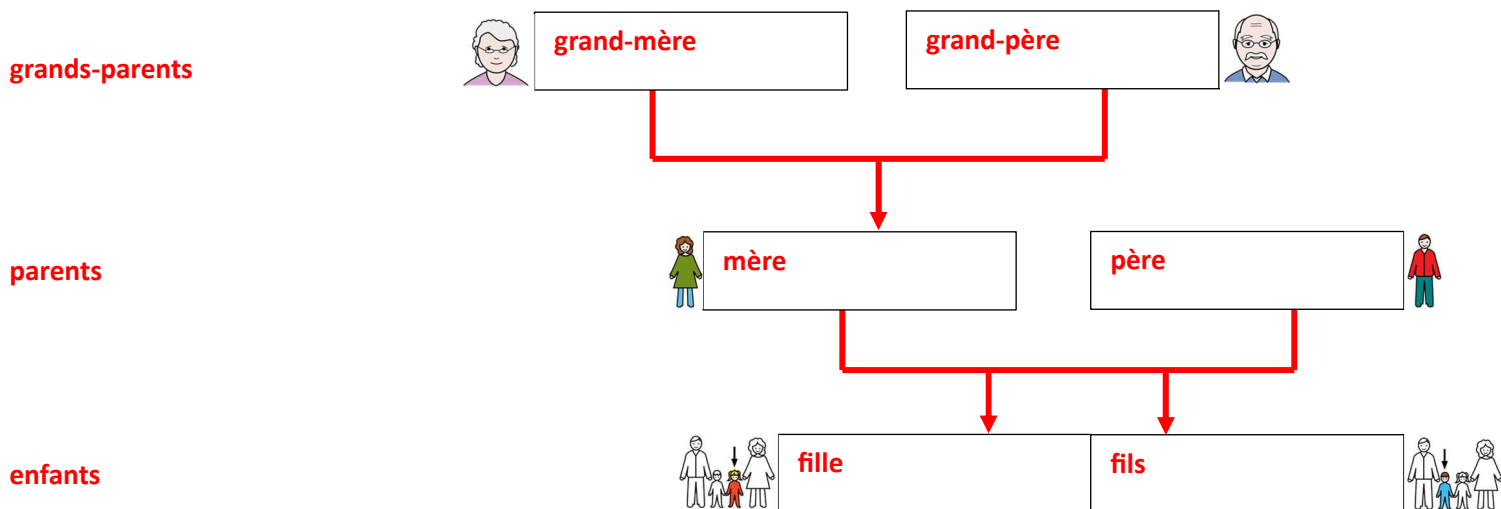 grands-parents
grand-mère
grand-père
parents
mère
père
enfants
fille
fils